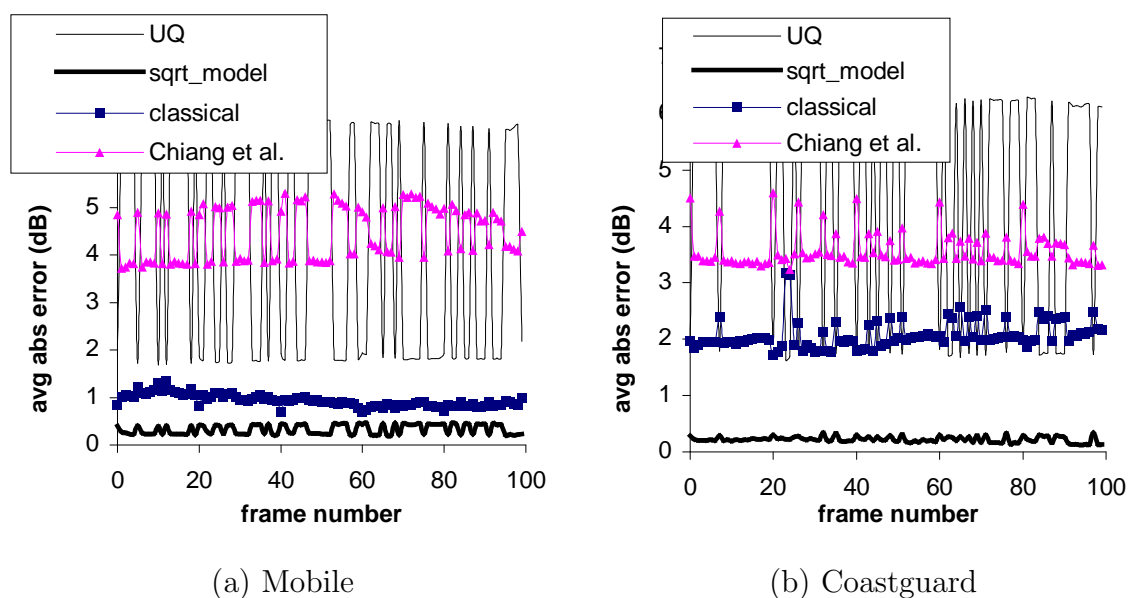 UQ
sqrt_model
classical
Chiang et al.
5
4
3
2
1
0
avg abs error (dB)
0 20 40 60 80 100
frame number
(a) Mobile
UQ
sqrt_model
classical
Chiang et al.
5
4
3
2
1
0
avg abs error (dB)
0 20 40 60 80 100
frame number
(b) Coastguard